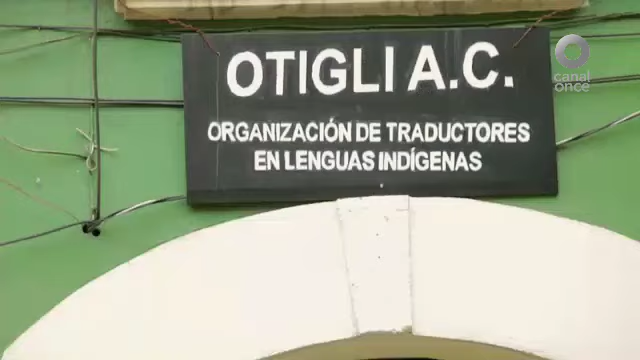 OTIGLI A.C.
ORGANIZACIÓN DE TRADUCTORES
EN LENGUAS INDÍGENAS
canal
once